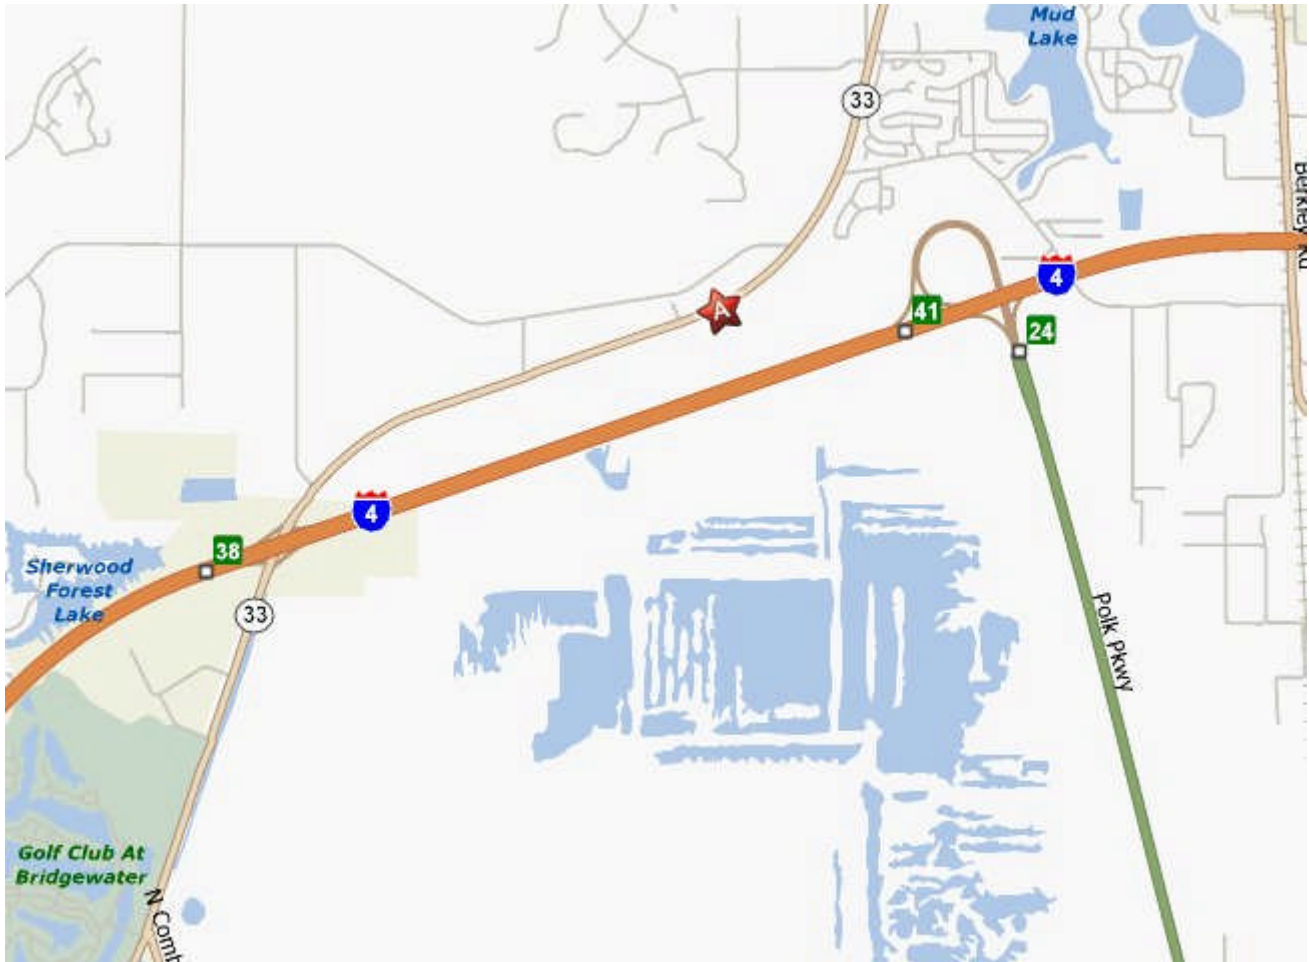 Mud
Lake
33
Berkley Rd
4
41
24
A
4
38
Sherwood
Forest
Lake
33
Polk Pkwy
Golf Club At
Bridgewater
N Comb